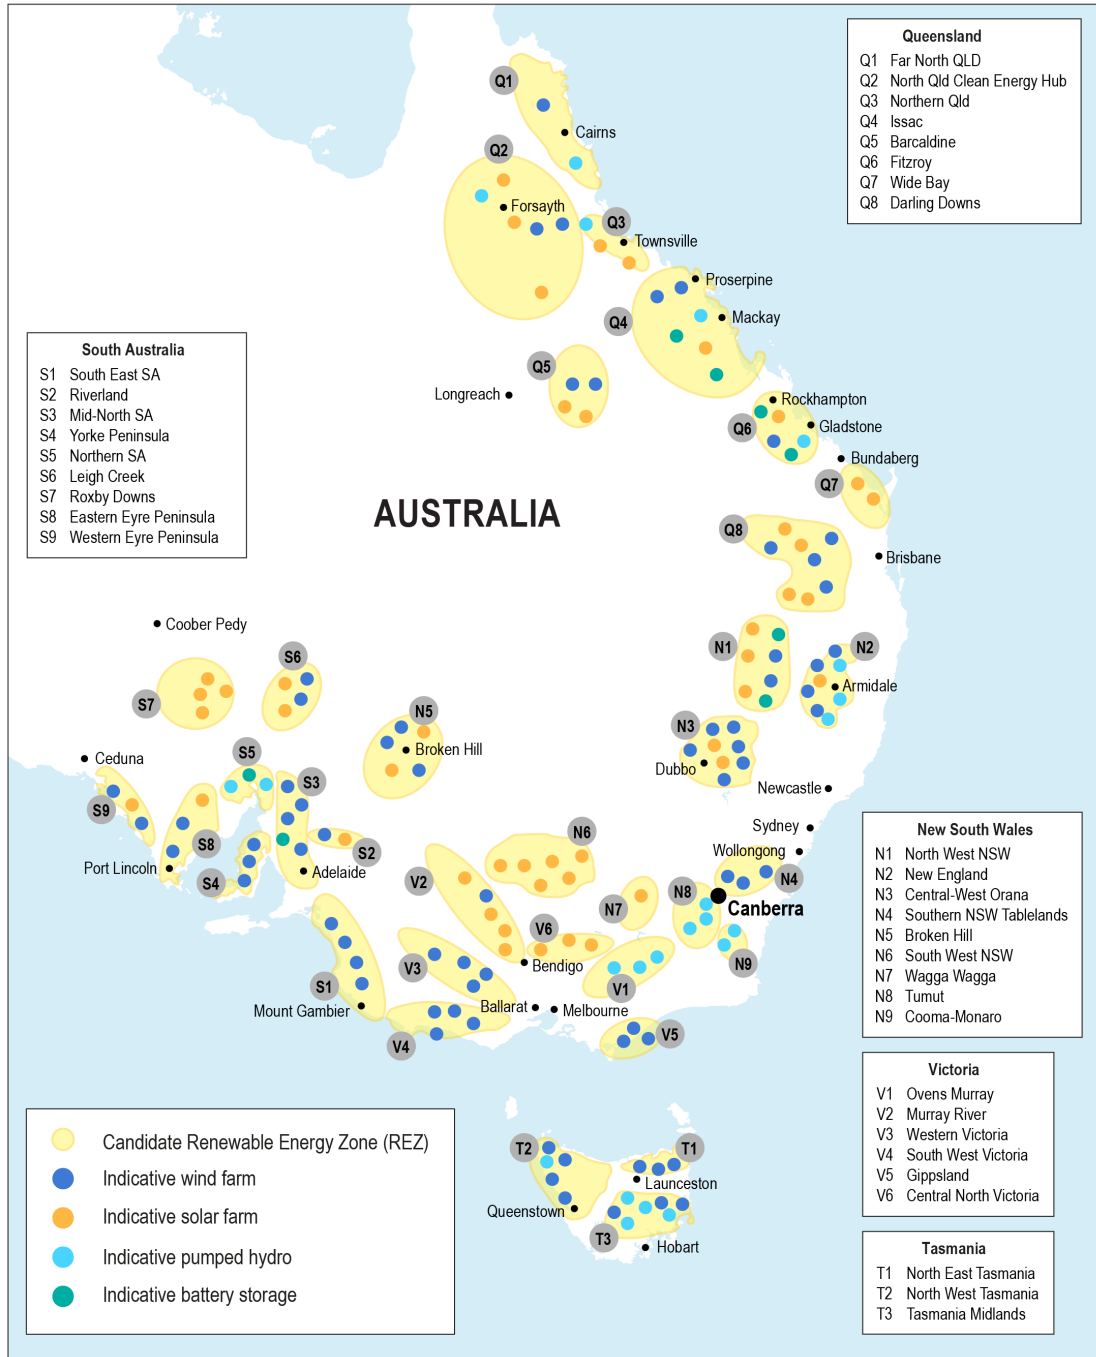 Queensland
Q1 Far North QLD
Q2 North Qld Clean Energy Hub
Q3 Northern Qld
Q4 Issac
Q5 Barcaldine
Q6 Fitzroy
Q7 Wide Bay
Q8 Darling Downs
Q1
Cairns
Q2
Forsayth
Q3
Townsville
Proserpine
Q4
Mackay
South Australia
S1 South East SA
S2 Riverland
S3 Mid-North SA
S4 Yorke Peninsula
S5 Northern SA
S6 Leigh Creek
S7 Roxby Downs
S8 Eastern Eyre Peninsula
S9 Western Eyre Peninsula
Q5
Longreach
Rockhampton
Q6
Gladstone
Bundaberg
Q7
AUSTRALIA
Q8
Brisbane
Coober Pedy
S6
N1
N2
Armidale
S7
N5
Broken Hill
N3
Dubbo
Ceduna
S5
S3
Newcastle
S9
Sydney
S8
S2
N6
Wollongong
Port Lincoln
Adelaide
S4
V2
N4
N8
Canberra
N7
V6
Bendigo
V3
N9
S1
V1
Mount Gambier
Ballarat
Melbourne
V4
V5
New South Wales
N1 North West NSW
N2 New England
N3 Central-West Orana
N4 Southern NSW Tablelands
N5 Broken Hill
N6 South West NSW
N7 Wagga Wagga
N8 Tumut
N9 Cooma-Monaro
Victoria
V1 Ovens Murray
V2 Murray River
V3 Western Victoria
V4 South West Victoria
V5 Gippsland
V6 Central North Victoria
Candidate Renewable Energy Zone (REZ)
Indicative wind farm
Indicative solar farm
Indicative pumped hydro
Indicative battery storage
T2
T1
Launceston
Queenstown
T3
Hobart
Tasmania
T1 North East Tasmania
T2 North West Tasmania
T3 Tasmania Midlands